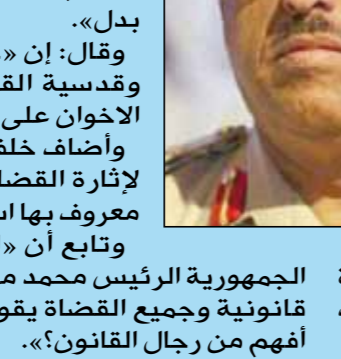 بدل».
وقال: إن «
وقدسية الق
الاخوان على
وأضاف خلف
لإثارة القضا
معروف بها اس
وتابع أن «ا
الجمهورية الرئيس محمد م
قانونية وجميع القضاة يقو
أفهم من رجال القانون؟».